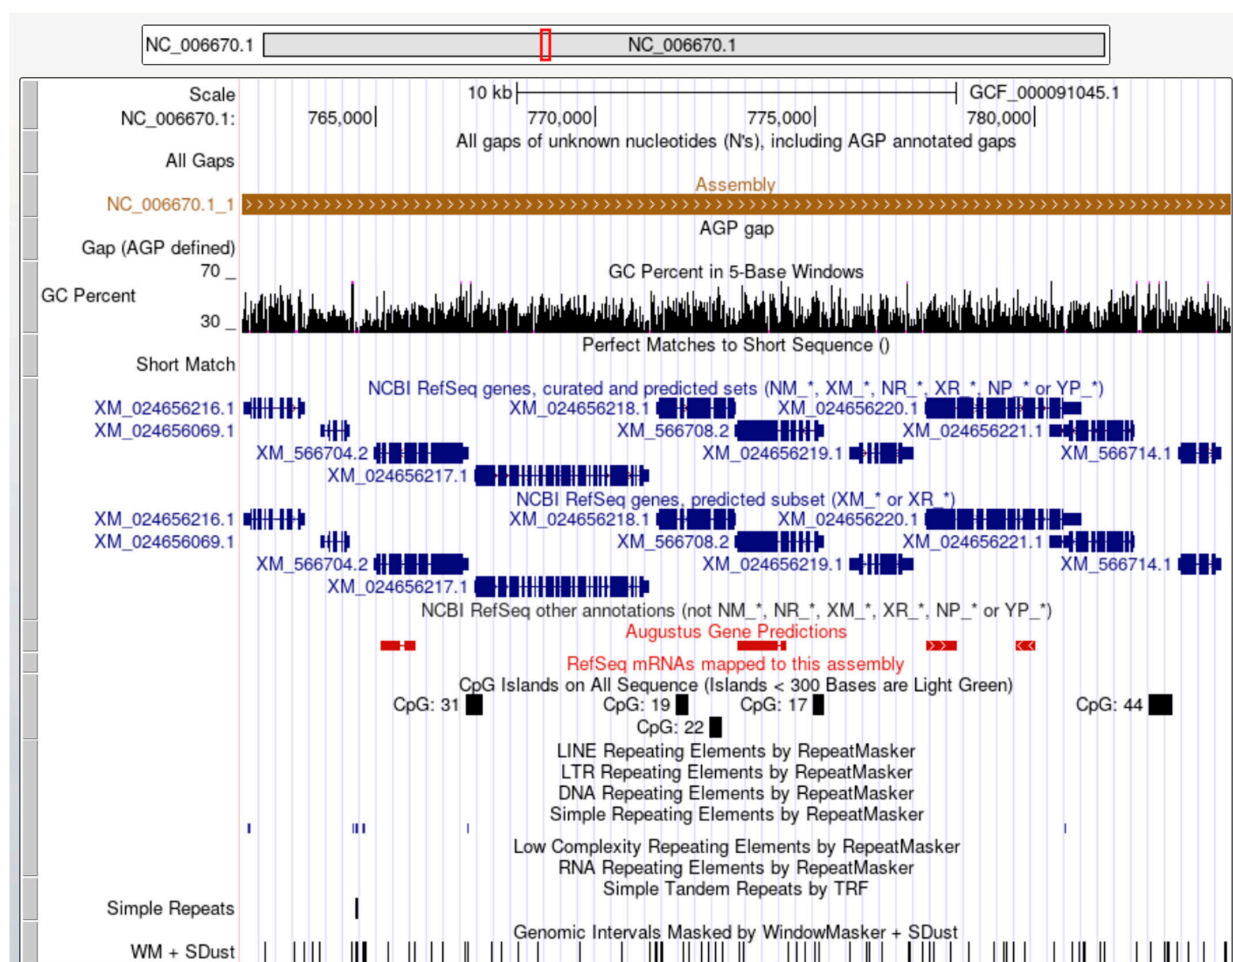 NC_006670.1 NC_006670.1
Scale 10 kb GCF_000091045.1
NC_006670.1: 765,000 770,000 775,000 780,000
All gaps of unknown nucleotides (N's), including AGP annotated gaps
All Gaps
Assembly
NC_006670.1_1
AGP gap
Gap (AGP defined)
GC Percent in 5-Base Windows
70 _
GC Percent
30 _
Perfect Matches to Short Sequence ()
Short Match
NCBI RefSeq genes, curated and predicted sets (NM_*, XM_*, NR_*, XR_*, NP_* or YP_*)
XM_024656216.1 XM_024656218.1 XM_024656220.1
XM_024656069.1 XM_566708.2 XM_024656221.1
XM_566704.2 XM_024656219.1 XM_566714.1
XM_024656217.1
NCBI RefSeq genes, predicted subset (XM_* or XR_*)
XM_024656216.1 XM_024656218.1 XM_024656220.1
XM_024656069.1 XM_566708.2 XM_024656221.1
XM_566704.2 XM_024656219.1 XM_566714.1
XM_024656217.1
NCBI RefSeq other annotations (not NM_*, NR_*, XM_*, XR_*, NP_* or YP_*)
Augustus Gene Predictions
RefSeq mRNAs mapped to this assembly
CpG Islands on All Sequence (Islands < 300 Bases are Light Green)
CpG: 31 CpG: 19 CpG: 17 CpG: 44
CpG: 22
LINE Repeating Elements by RepeatMasker
LTR Repeating Elements by RepeatMasker
DNA Repeating Elements by RepeatMasker
Simple Repeating Elements by RepeatMasker
Low Complexity Repeating Elements by RepeatMasker
RNA Repeating Elements by RepeatMasker
Simple Tandem Repeats by TRF
Simple Repeats
Genomic Intervals Masked by WindowMasker + SDust
WM + SDust